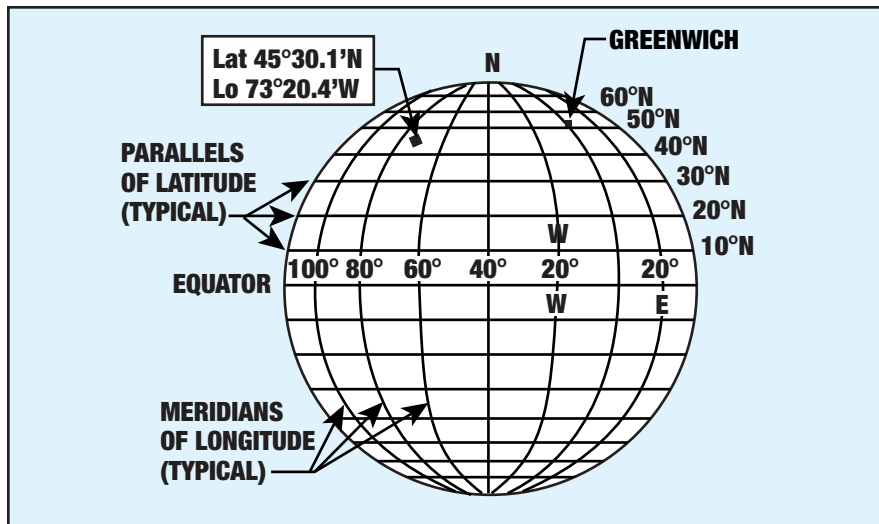 Lat 45°30.1’N
Lo 73°20.4’W
GREENWICH
N
60°N
50°N
40°N
30°N
20°N
10°N
PARALLELS
OF LATITUDE
(TYPICAL)
W
100° 80° 60° 40° 20° 20°
EQUATOR
W E
MERIDIANS
OF LONGITUDE
(TYPICAL)